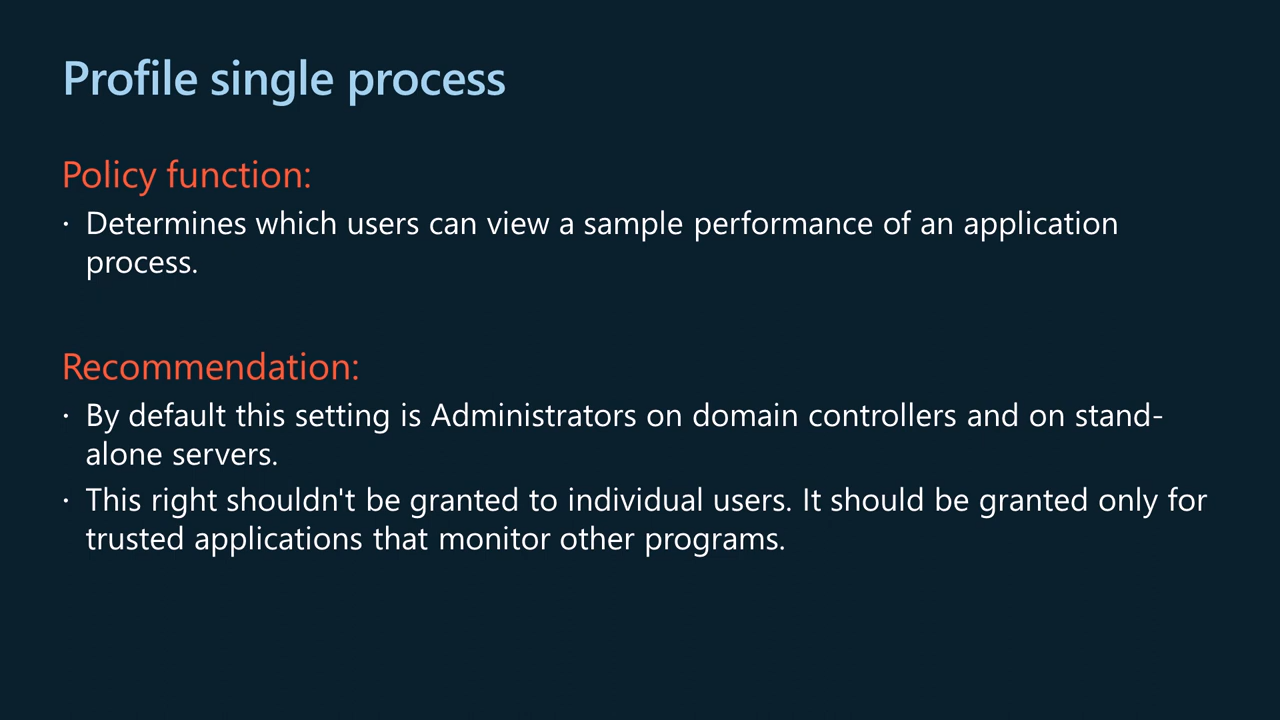 Profile single process
Policy function:
· Determines which users can view a sample performance of an application
process.
Recommendation:
· By default this setting is Administrators on domain controllers and on stand-
alone servers.
· This right shouldn't be granted to individual users. It should be granted only for
trusted applications that monitor other programs.